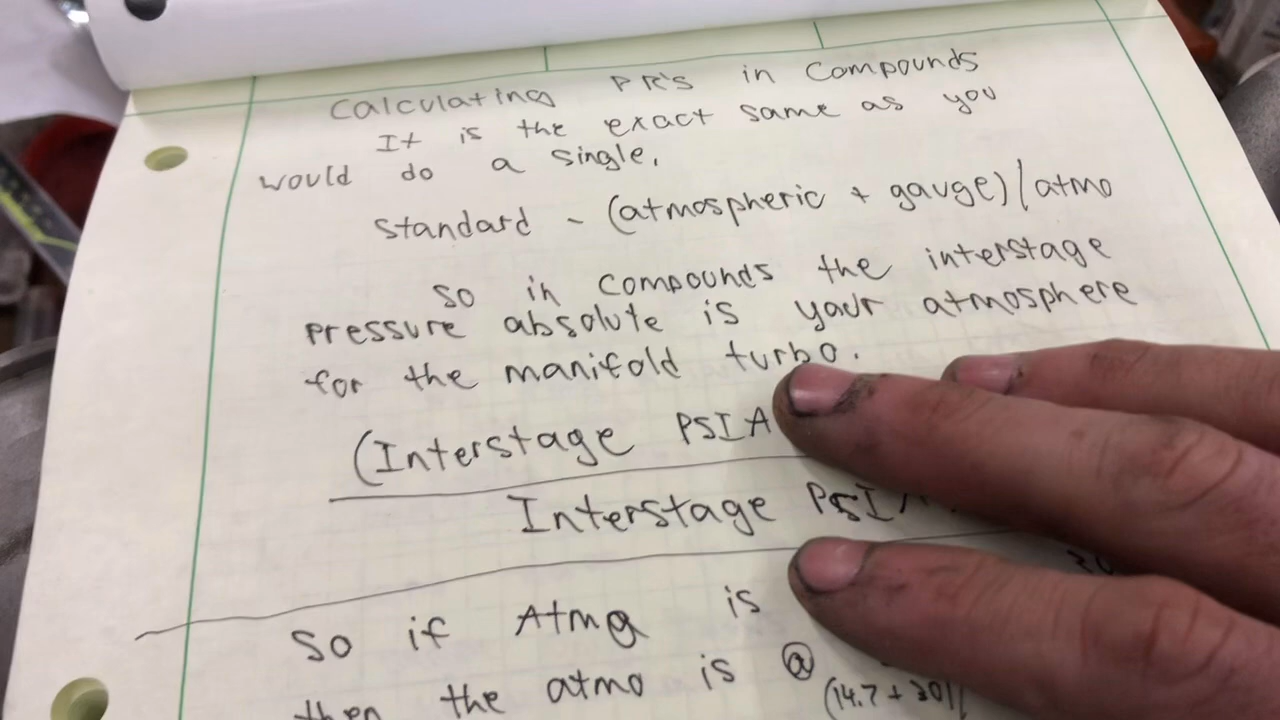 Calculating PR's in Compounds
It is the exact same as you
would do a single.
Standard - (atmospheric + gauge) / atmo
So in compounds the interstage
pressure absolute is your atmosphere
for the manifold turbo.
(Interstage PSIA
Interstage PSIA
So if Atmo is
then the atmo is @
(14.7 + 30)